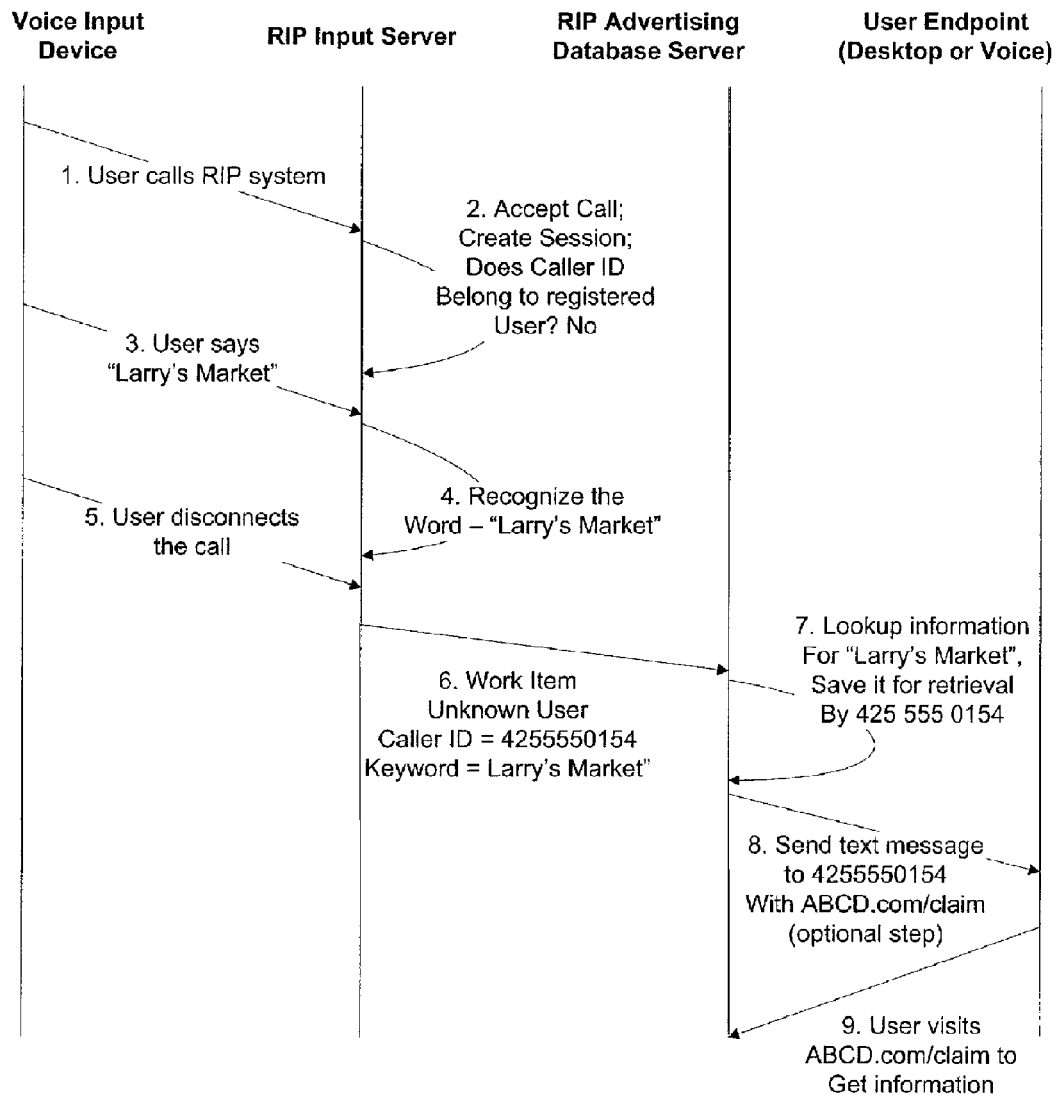 Voice Input
Device
RIP Input Server
RIP Advertising
Database Server
User Endpoint
(Desktop or Voice)
1. User calls RIP system
2. Accept Call;
Create Session;
Does Caller ID
Belong to registered
User? No
3. User says
“Larry’s Market”
4. Recognize the
Word – “Larry’s Market”
5. User disconnects
the call
6. Work Item
Unknown User
Caller ID = 4255550154
Keyword = Larry’s Market”
7. Lookup information
For “Larry’s Market”,
Save it for retrieval
By 425 555 0154
8. Send text message
to 4255550154
With ABCD.com/claim
(optional step)
9. User visits
ABCD.com/claim to
Get information